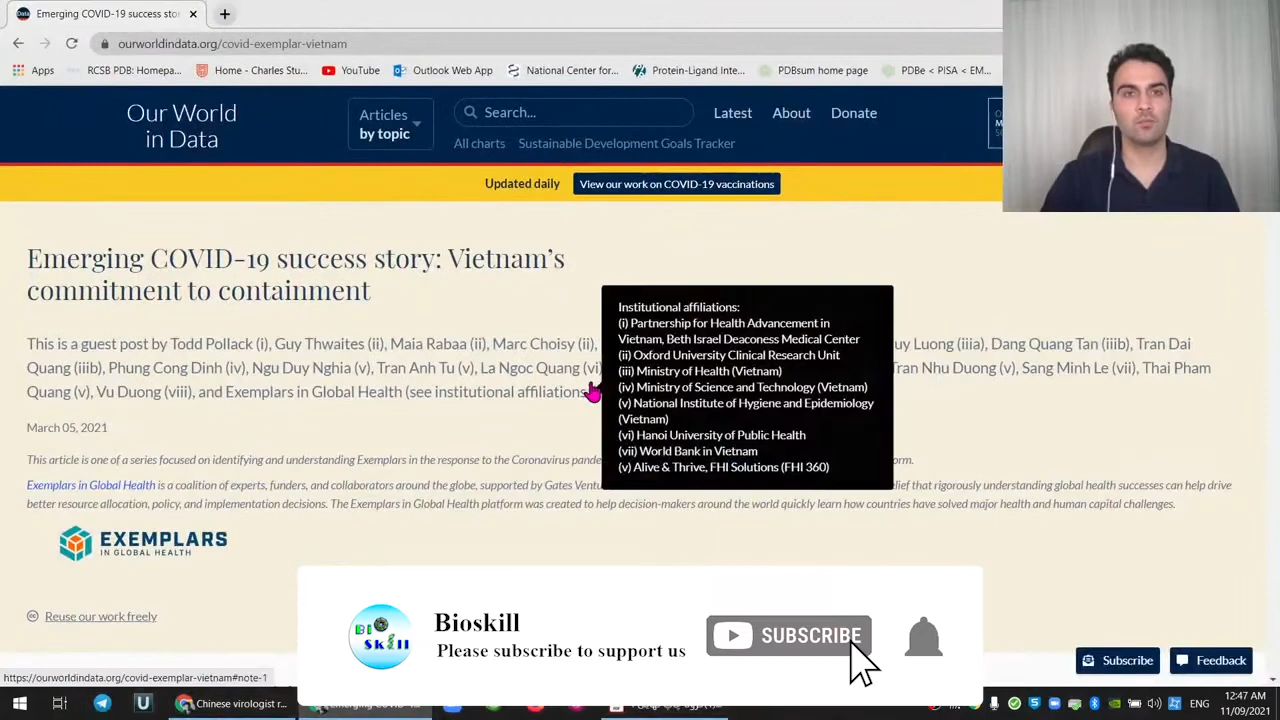 Emerging COVID-19 success stor
ourworldindata.org/covid-exemplar-vietnam
Apps
RCSB PDB: Homepa...
Home - Charles Stu...
YouTube
Outlook Web App
National Center for...
Protein-Ligand Inte...
PDBsum home page
PDBe < PISA < EM...
Our World
in Data
Articles
by topic
Search...
Latest
About
Donate
All charts
Sustainable Development Goals Tracker
Updated daily
View our work on COVID-19 vaccinations
Emerging COVID-19 success story: Vietnam’s
commitment to containment
This is a guest post by Todd Pollack (i), Guy Thwaites (ii), Maia Rabaa (ii), Marc Choisy (ii),
uy Luong (iiia), Dang Quang Tan (iiib), Tran Dai
Quang (iiib), Phung Cong Dinh (iv), Ngu Duy Nghia (v), Tran Anh Tu (v), La Ngoc Quang (vi)
Tran Nhu Duong (v), Sang Minh Le (vii), Thai Pham
Quang (v), Vu Duong (viii), and Exemplars in Global Health (see institutional affiliations
Institutional affiliations:
(i) Partnership for Health Advancement in
Vietnam, Beth Israel Deaconess Medical Center
(ii) Oxford University Clinical Research Unit
(iii) Ministry of Health (Vietnam)
(iv) Ministry of Science and Technology (Vietnam)
(v) National Institute of Hygiene and Epidemiology
(Vietnam)
(vi) Hanoi University of Public Health
(vii) World Bank in Vietnam
(v) Alive & Thrive, FHI Solutions (FHI 360)
March 05, 2021
This article is one of a series focused on identifying and understanding Exemplars in the response to the Coronavirus pande
orm.
Exemplars in Global Health is a coalition of experts, funders, and collaborators around the globe, supported by Gates Ventu
elief that rigorously understanding global health successes can help drive
better resource allocation, policy, and implementation decisions. The Exemplars in Global Health platform was created to help decision-makers around the world quickly learn how countries have solved major health and human capital challenges.
EXEMPLARS
IN GLOBAL HEALTH
Reuse our work freely
BIO
Skill
Bioskill
Please subscribe to support us
SUBSCRIBE
Subscribe
Feedback
https://ourworldindata.org/covid-exemplar-vietnam#note-1
Chinese virologist r...
12:47 AM
11/09/2021